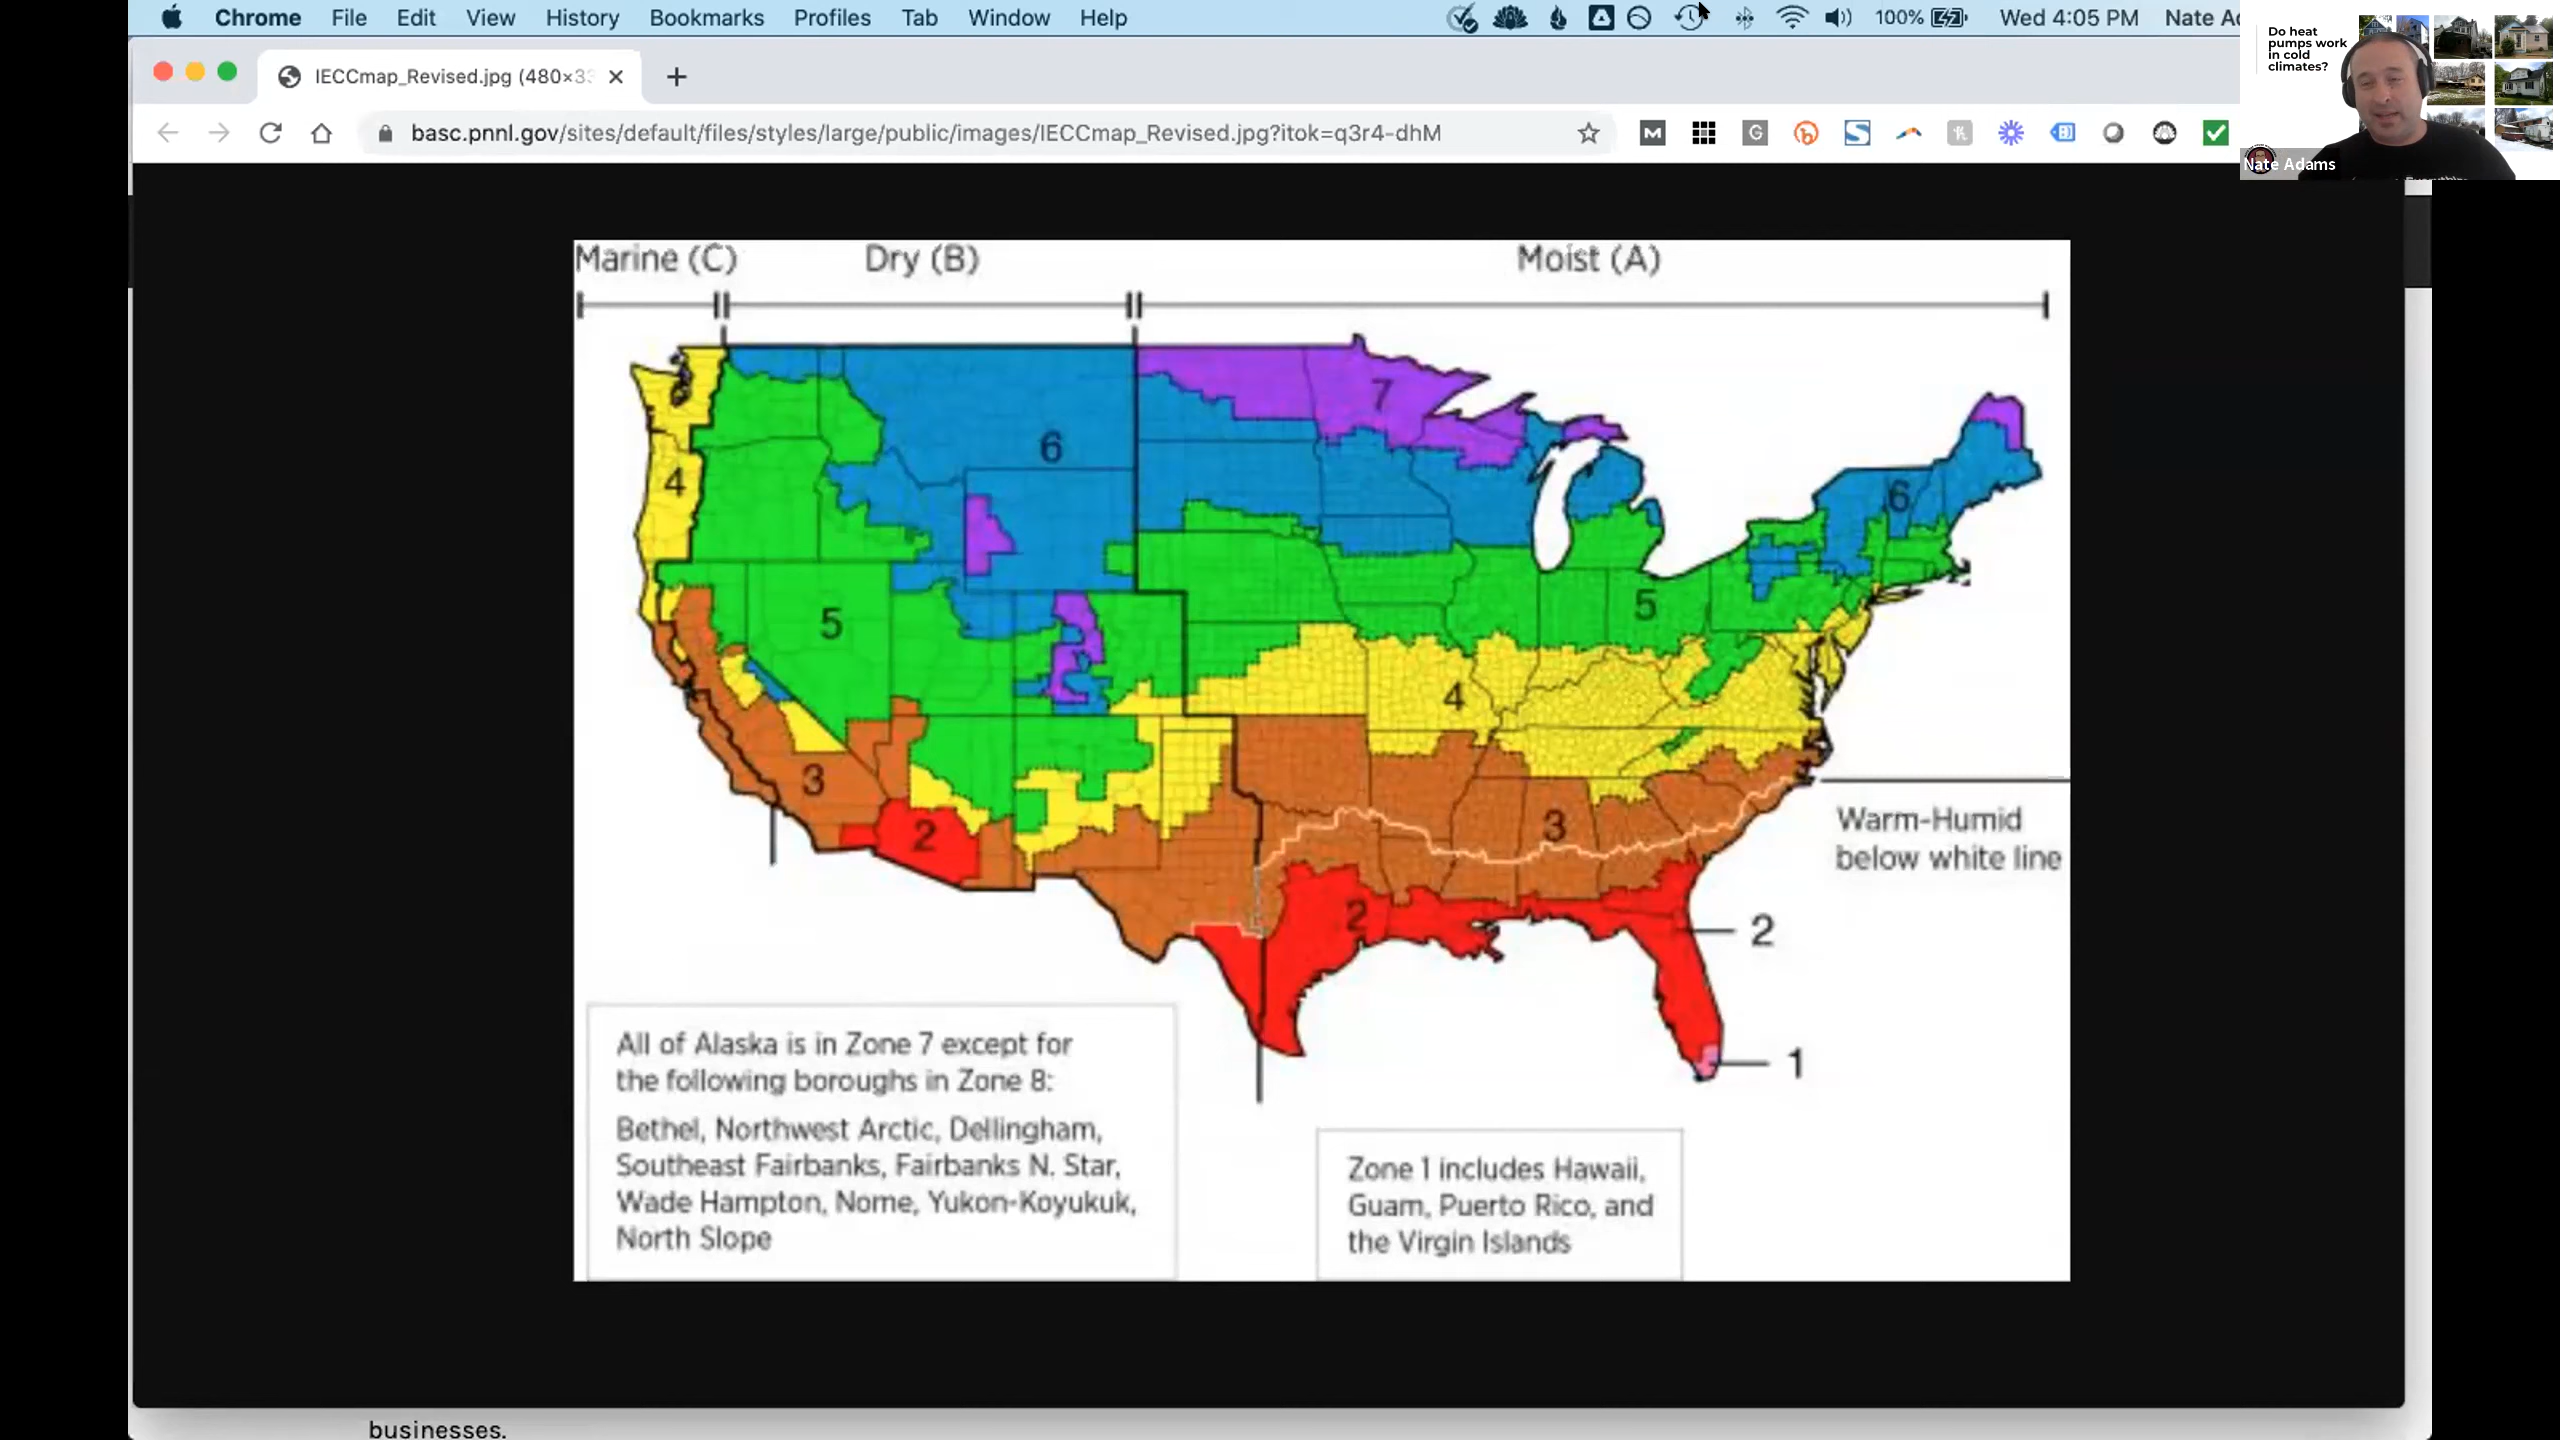 Chrome File Edit View History Bookmarks Profiles Tab Window Help 100% Wed 4:05 PM Nate Ad
IECCmap_Revised.jpg (480×33
basc.pnnl.gov/sites/default/files/styles/large/public/images/IECCmap_Revised.jpg?itok=q3r4-dhM
Do heat
pumps work
in cold
climates?
Nate Adams
Marine (C) Dry (B) Moist (A)
7
6
4
6
5
5
4
3
3
2
2
Warm-Humid
below white line
2
1
All of Alaska is in Zone 7 except for
the following boroughs in Zone 8:
Bethel, Northwest Arctic, Dellingham,
Southeast Fairbanks, Fairbanks N. Star,
Wade Hampton, Nome, Yukon-Koyukuk,
North Slope
Zone 1 includes Hawaii,
Guam, Puerto Rico, and
the Virgin Islands
businesses.